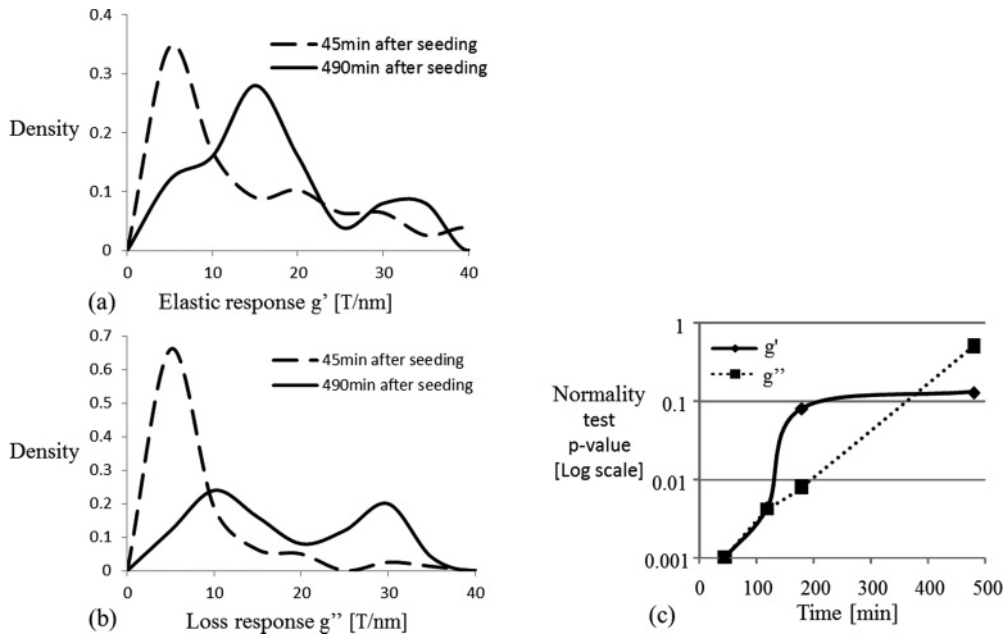 0.4
0.3
0.2
0.1
0
Density
45min after seeding
490min after seeding
0 10 20 30 40
(a) Elastic response g’ [T/nm]
0.7
0.6
0.5
0.4
0.3
0.2
0.1
0
Density
45min after seeding
490min after seeding
0 10 20 30 40
(b) Loss response g’’ [T/nm]
1
0.1
0.01
0.001
Normality
test
p-value
[Log scale]
g'
g''
0 100 200 300 400 500
(c) Time [min]